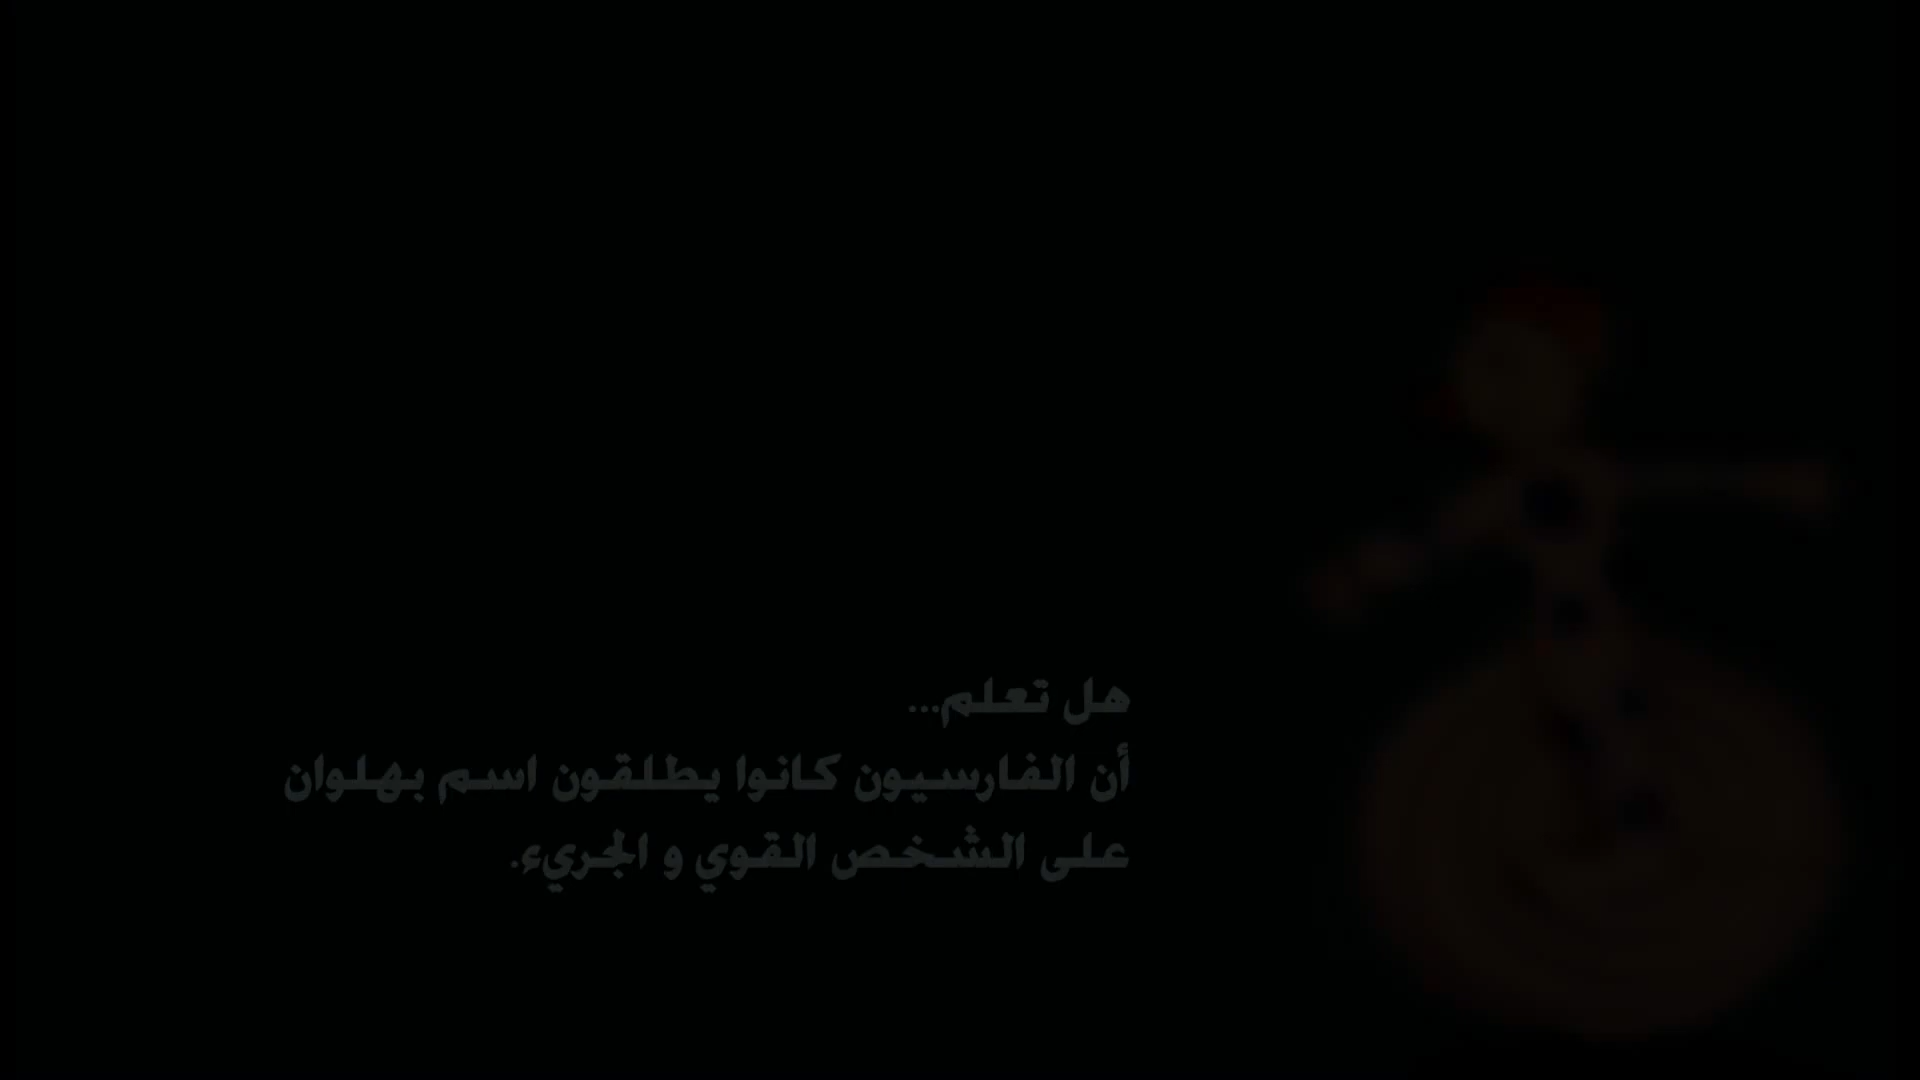 هل تعلم...
أن الفارسيون كانوا يطلقون اسم بهلوان
على الشخص القوي و الجريء.